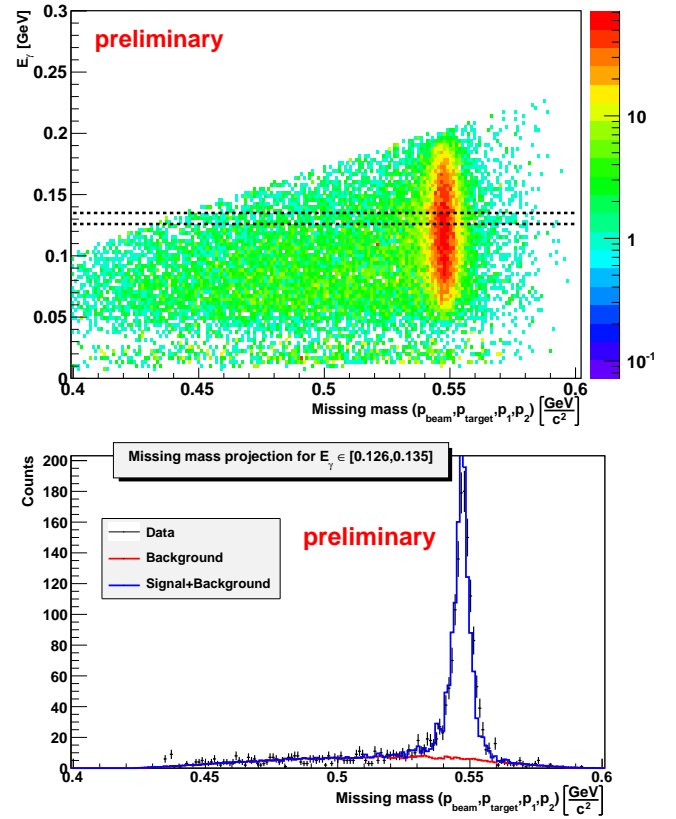 E_γ [GeV]
0.3
0.25
0.2
0.15
0.1
0.05
0
preliminary
10
1
10^-1
0.4 0.45 0.5 0.55 0.6
Missing mass (p_beam,p_target,p_1,p_2) [GeV/c^2]
Missing mass projection for E_γ ∈ [0.126,0.135]
Counts
200
180
160
140
120
100
80
60
40
20
0
preliminary
Data
Background
Signal+Background
0.4 0.45 0.5 0.55 0.6
Missing mass (p_beam,p_target,p_1,p_2) [GeV/c^2]